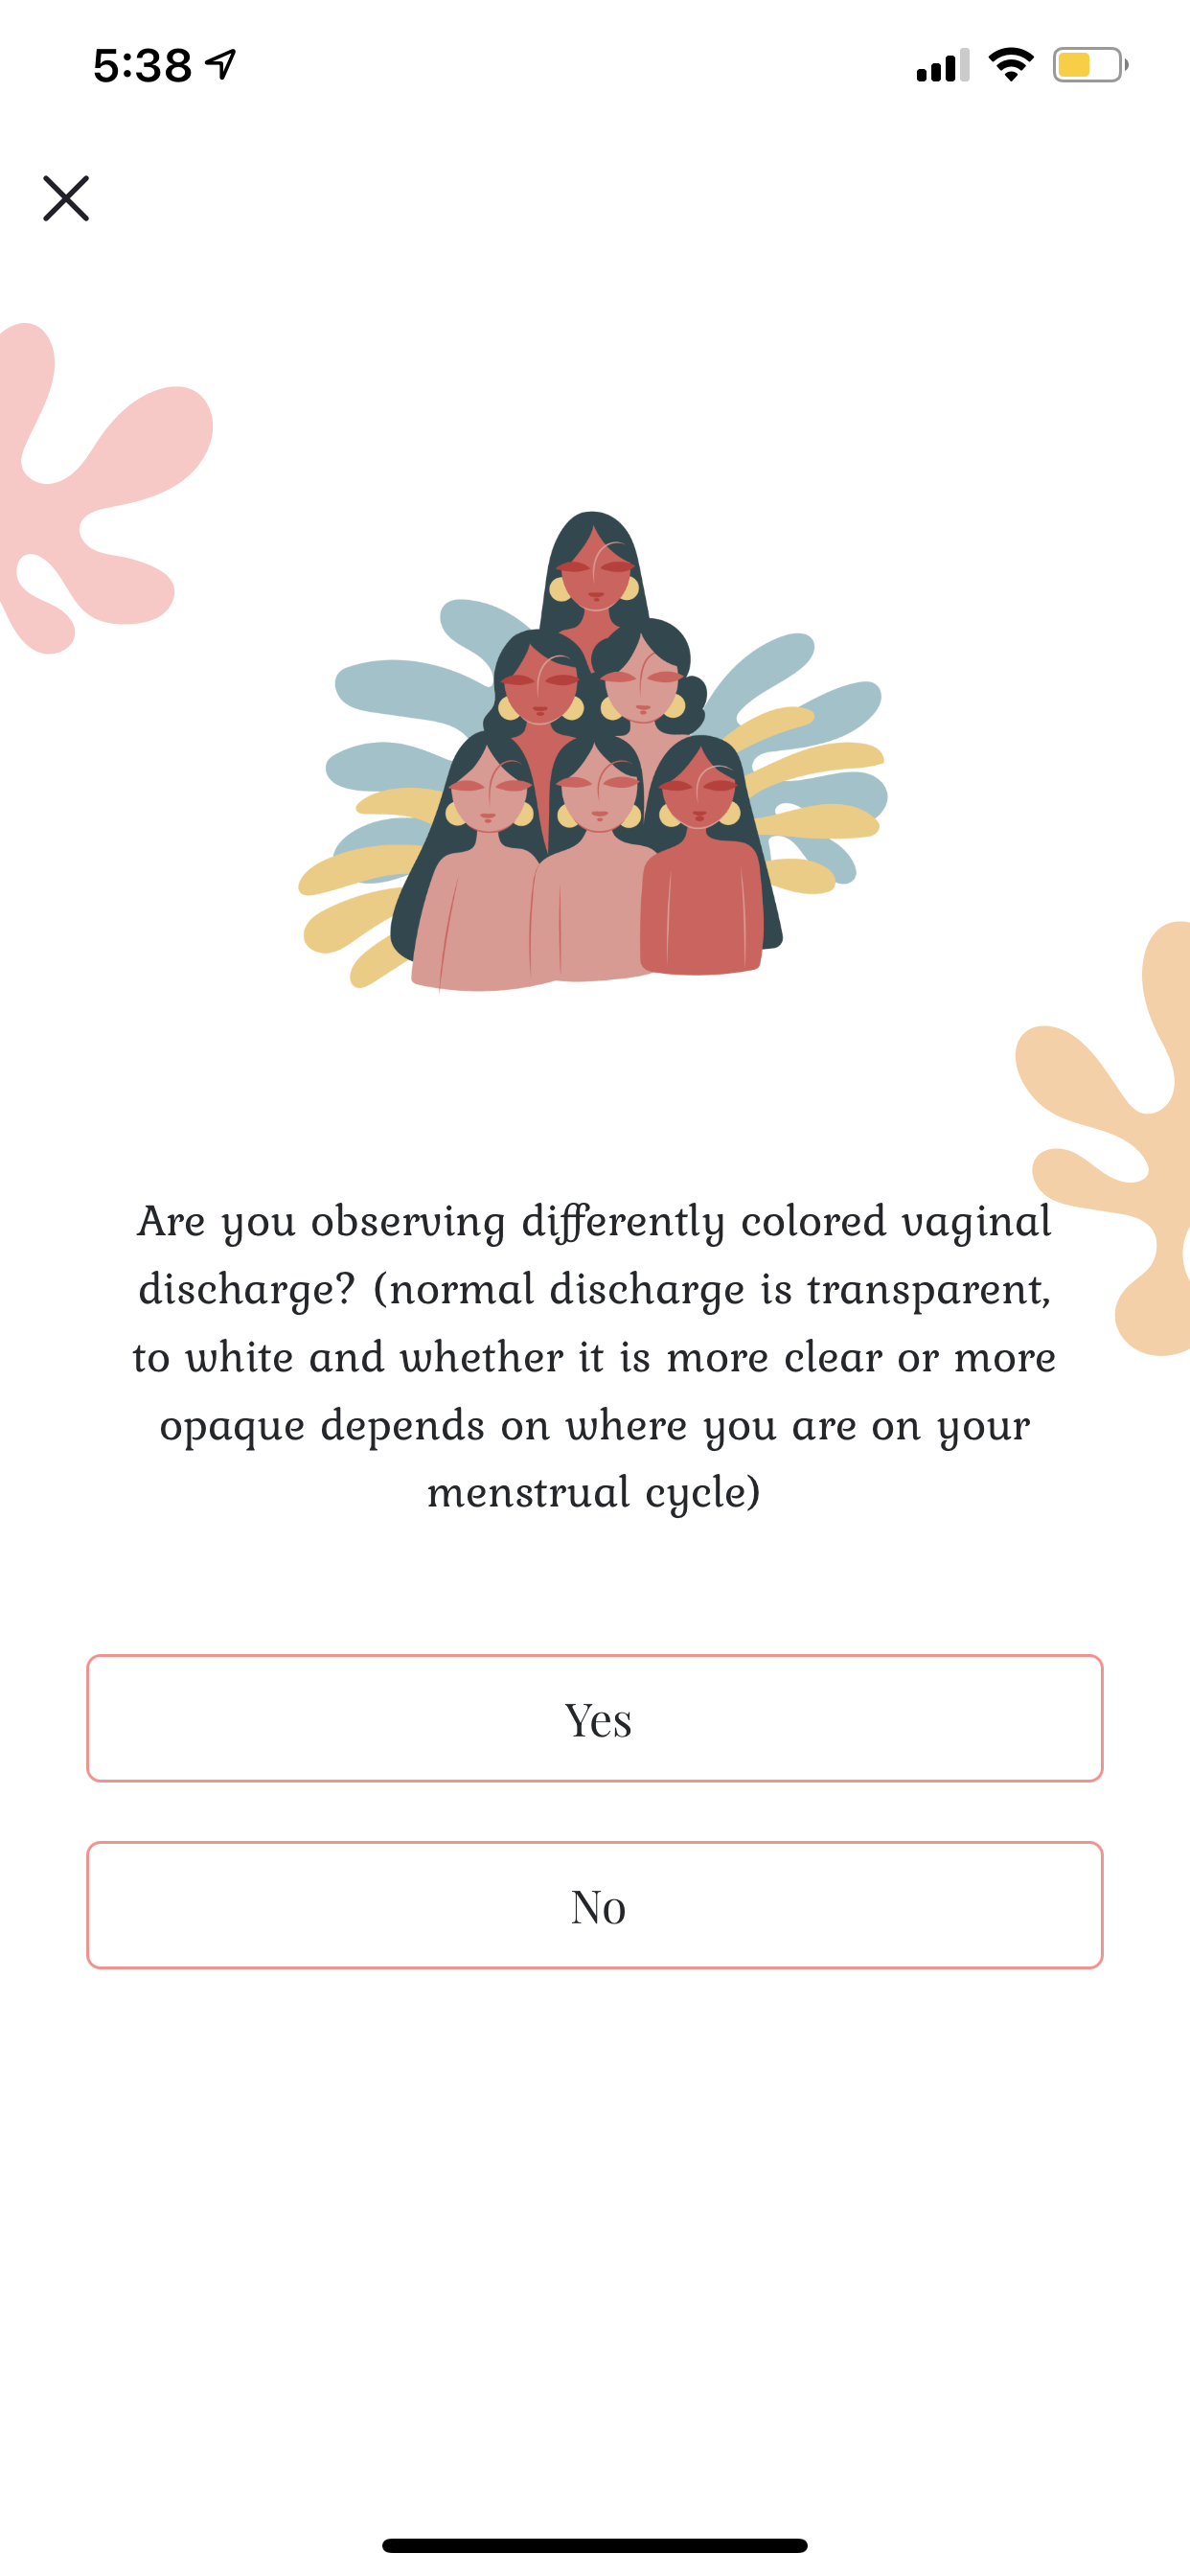 5:38
Are you observing differently colored vaginal
discharge? (normal discharge is transparent,
to white and whether it is more clear or more
opaque depends on where you are on your
menstrual cycle)
Yes
No